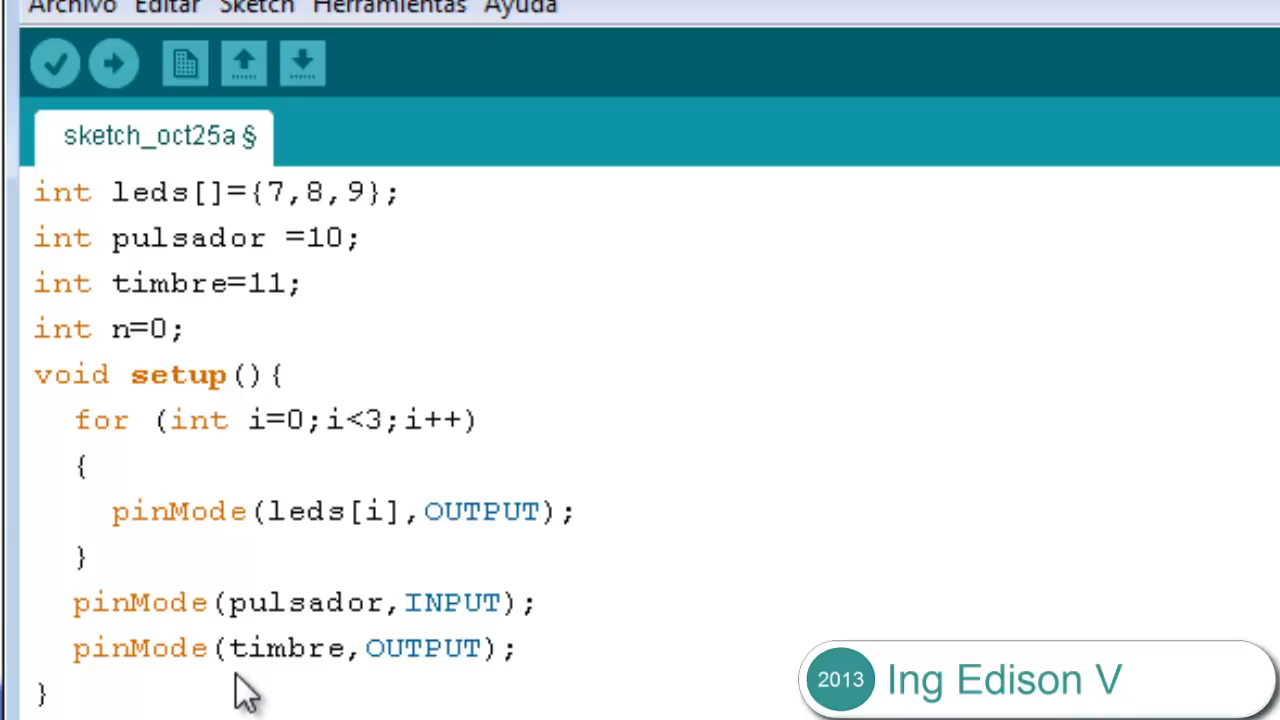 Archivo Editar Sketch Herramientas Ayuda
sketch_oct25a §
int leds[]={7,8,9};
int pulsador =10;
int timbre=11;
int n=0;
void setup(){
for (int i=0;i<3;i++)
{
pinMode(leds[i],OUTPUT);
}
pinMode(pulsador,INPUT);
pinMode(timbre,OUTPUT);
}
2013 Ing Edison V